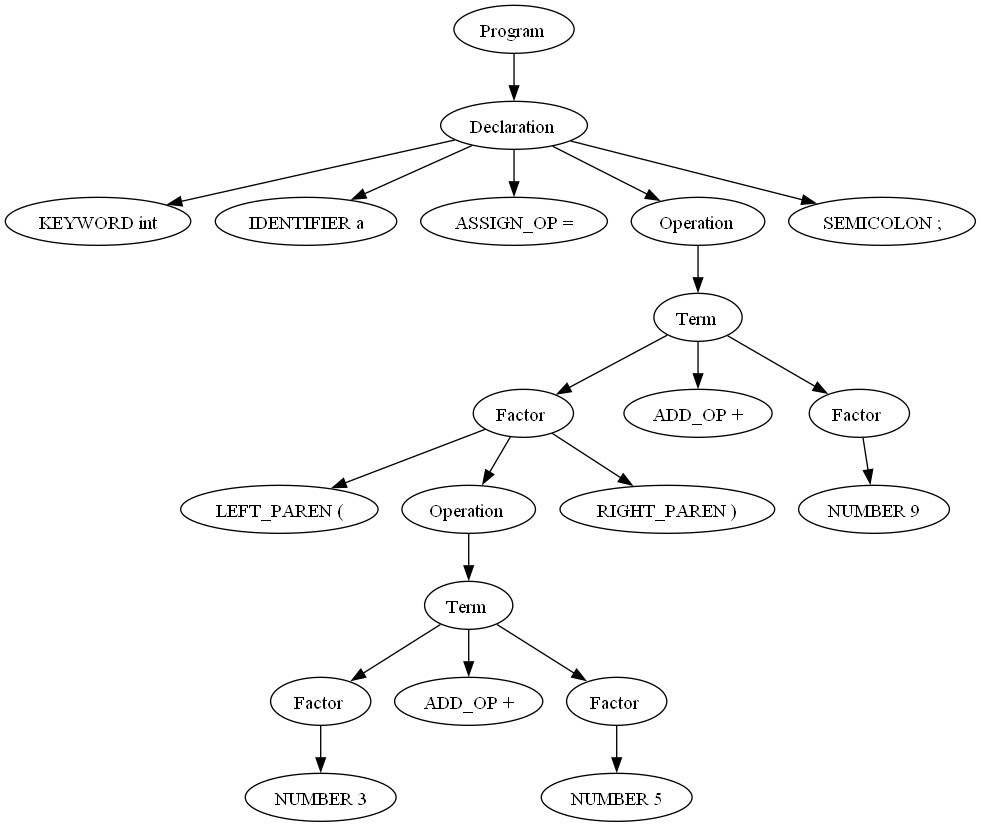 Program
Declaration
KEYWORD int
IDENTIFIER a
ASSIGN_OP =
Operation
SEMICOLON ;
Term
Factor
ADD_OP +
Factor
LEFT_PAREN (
Operation
RIGHT_PAREN )
NUMBER 9
Term
Factor
ADD_OP +
Factor
NUMBER 3
NUMBER 5